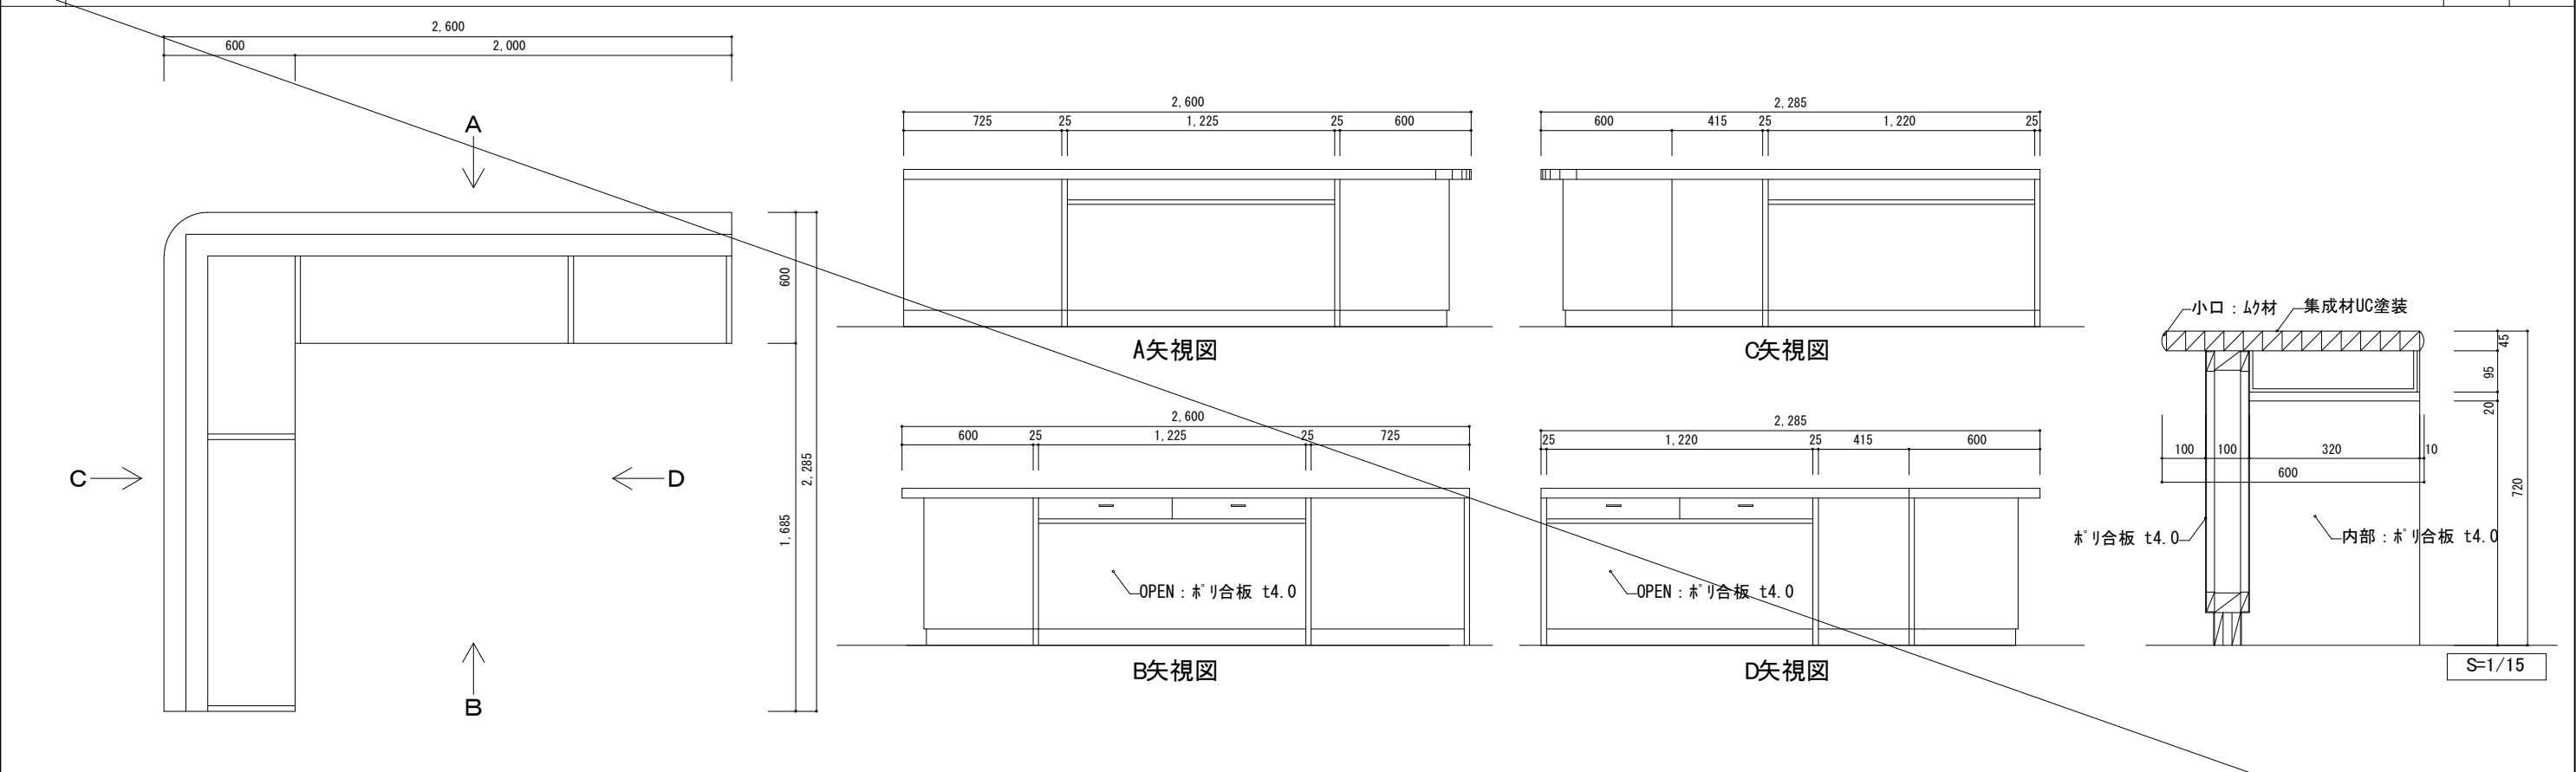 2,600
600 2,000
A
C
D
B
600
1,685
2,285
2,600
725 25 1,225 25 600
A矢視図
2,285
600 415 25 1,220 25
C矢視図
2,600
600 25 1,225 25 725
OPEN：ﾎﾟﾘ合板 t4.0
B矢視図
2,285
25 1,220 25 415 600
OPEN：ﾎﾟﾘ合板 t4.0
D矢視図
小口：ﾑｸ材
集成材UC塗装
45
95
20
720
100 100 320 10
600
ﾎﾟﾘ合板 t4.0
内部：ﾎﾟﾘ合板 t4.0
S=1/15